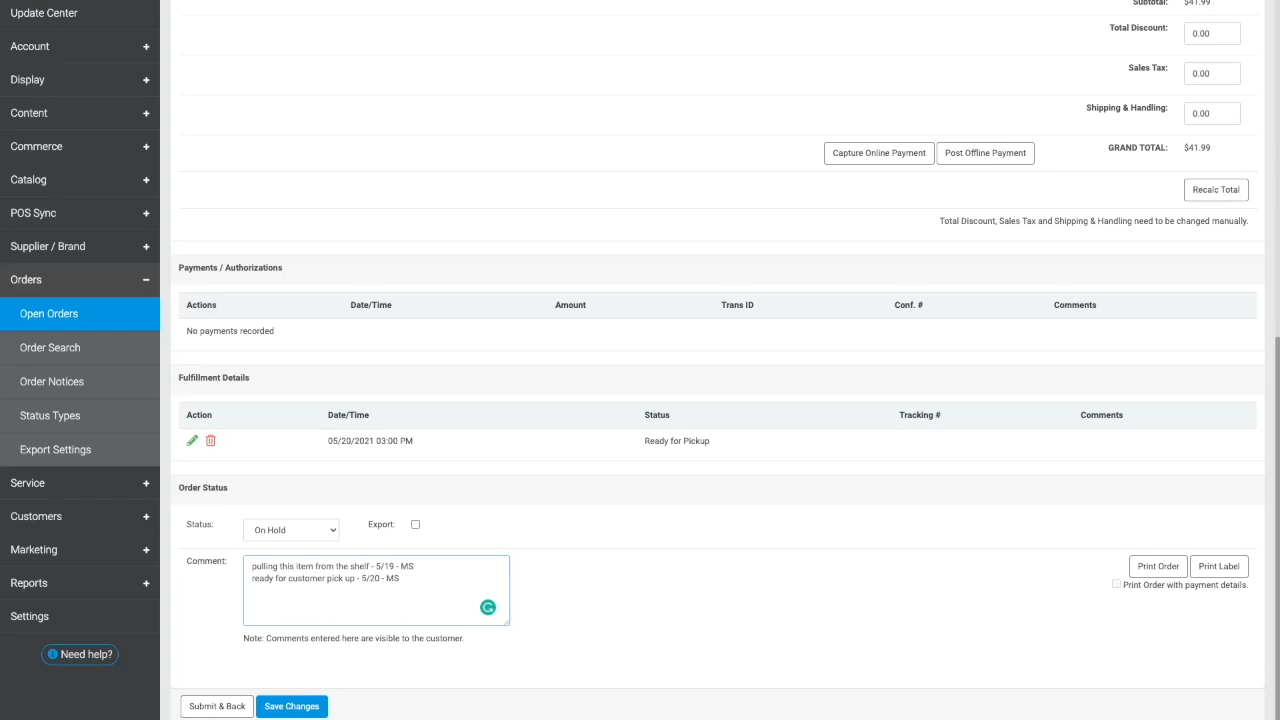 Update Center
Account +
Display +
Content +
Commerce +
Catalog +
POS Sync +
Supplier / Brand +
Orders −
Open Orders
Order Search
Order Notices
Status Types
Export Settings
Service +
Customers +
Marketing +
Reports +
Settings
Need help?
Subtotal: $41.99
Total Discount: 0.00
Sales Tax: 0.00
Shipping & Handling: 0.00
Capture Online Payment Post Offline Payment GRAND TOTAL: $41.99
Recalc Total
Total Discount, Sales Tax and Shipping & Handling need to be changed manually.
Payments / Authorizations
Actions Date/Time Amount Trans ID Conf. # Comments
No payments recorded
Fulfillment Details
Action Date/Time Status Tracking # Comments
05/20/2021 03:00 PM Ready for Pickup
Order Status
Status: On Hold Export:
Comment: pulling this item from the shelf - 5/19 - MS
ready for customer pick up - 5/20 - MS
Print Order Print Label
Print Order with payment details.
Note: Comments entered here are visible to the customer.
Submit & Back Save Changes